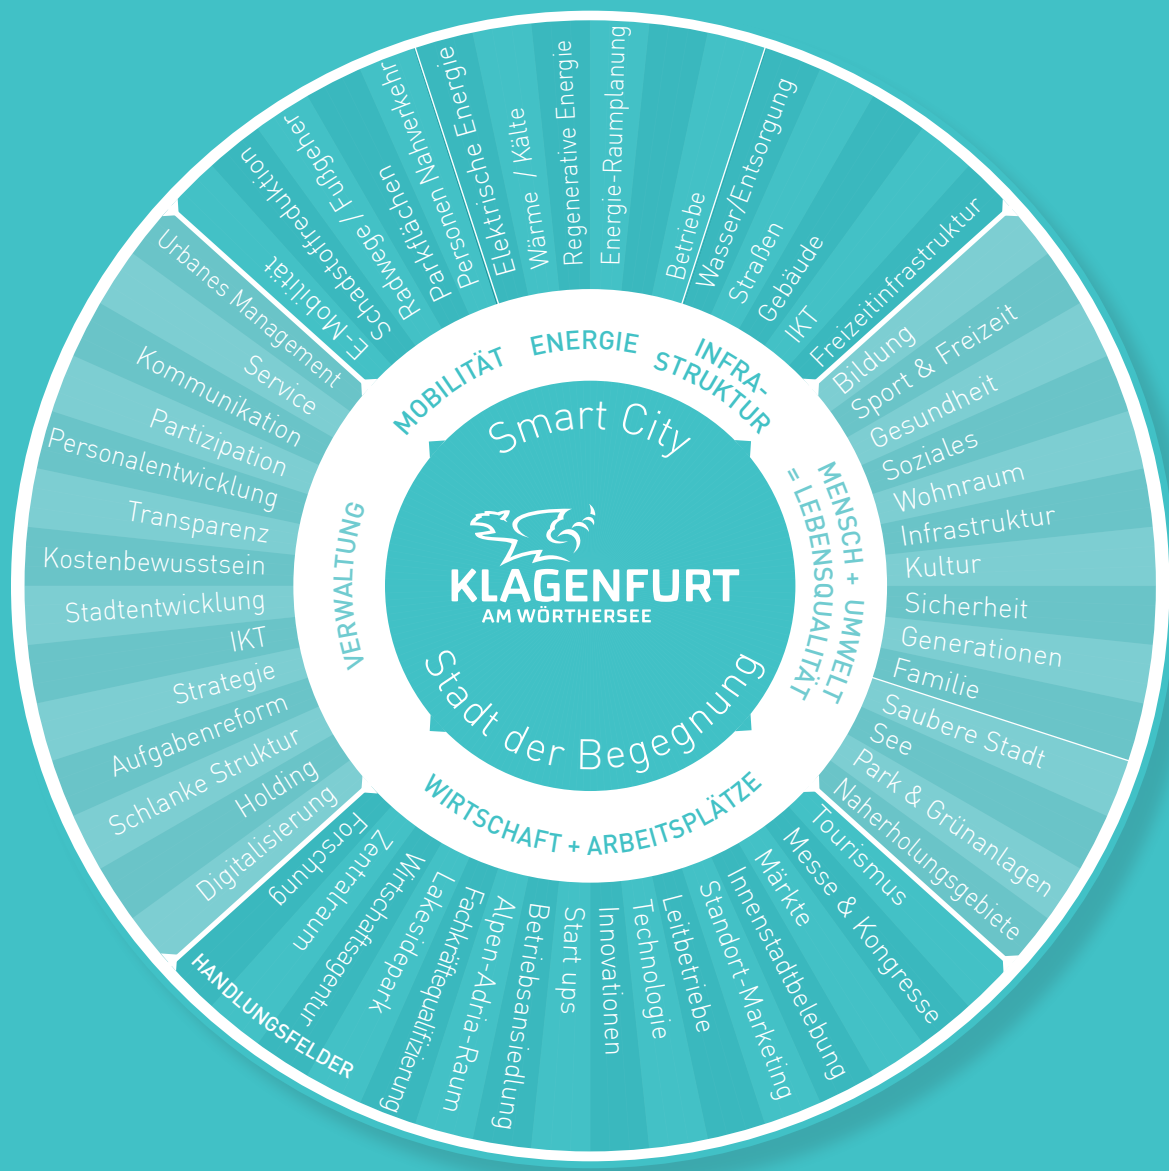 Smart City
KLAGENFURT
AM WÖRTHERSEE
Stadt der Begegnung
MOBILITÄT
ENERGIE
INFRA-
STRUKTUR
MENSCH + UMWELT
= LEBENSQUALITÄT
WIRTSCHAFT + ARBEITSPLÄTZE
VERWALTUNG
E-Mobilität
Schadstoffreduktion
Radwege / Fußgeher
Parkflächen
Personen Nahverkehr
Elektrische Energie
Wärme / Kälte
Regenerative Energie
Energie-Raumplanung
Betriebe
Wasser/Entsorgung
Straßen
Gebäude
IKT
Freizeitinfrastruktur
Bildung
Sport & Freizeit
Gesundheit
Soziales
Wohnraum
Infrastruktur
Kultur
Sicherheit
Generationen
Familie
Saubere Stadt
See
Park & Grünanlagen
Naherholungsgebiete
Tourismus
Messe & Kongresse
Märkte
Innenstadtbelebung
Standort-Marketing
Leitbetriebe
Technologie
Innovationen
Start ups
Betriebsansiedlung
Alpen-Adria-Raum
Fachkräftequalifizierung
Lakesidepark
Wirtschaftsagentur
Zentralraum
Forschung
HANDLUNGSFELDER
Digitalisierung
Holding
Schlanke Struktur
Aufgabenreform
Strategie
IKT
Stadtentwicklung
Kostenbewusstsein
Transparenz
Personalentwicklung
Partizipation
Kommunikation
Service
Urbanes Management